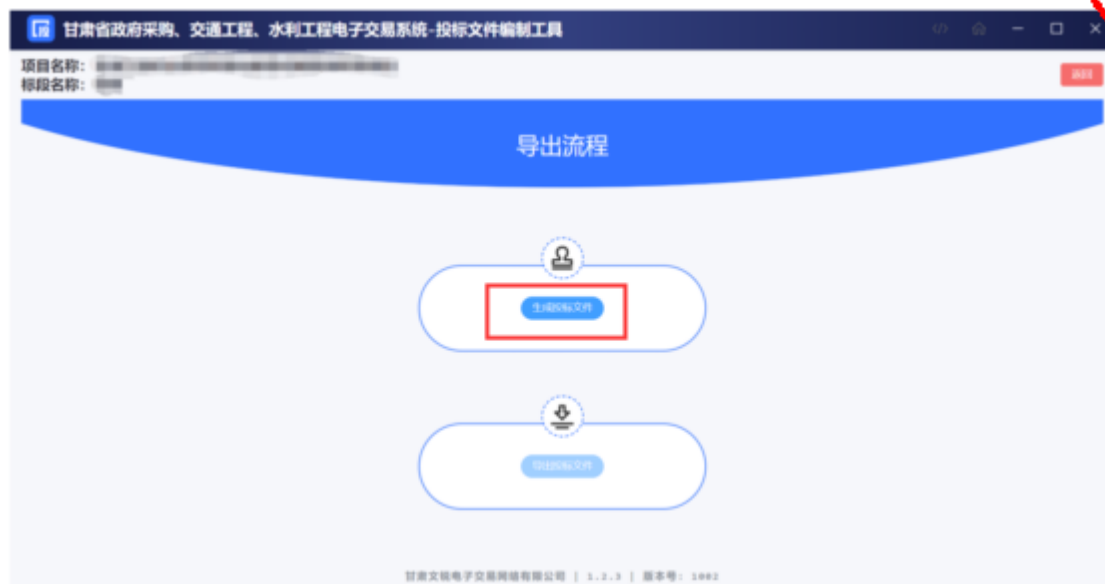 甘肃省政府采购、交通工程、水利工程电子交易系统-投标文件编制工具
项目名称：
标段名称：
返回
导出流程
生成投标文件
导出投标文件
甘肃文锐电子交易网络有限公司 | 1.2.3 | 版本号: 1002